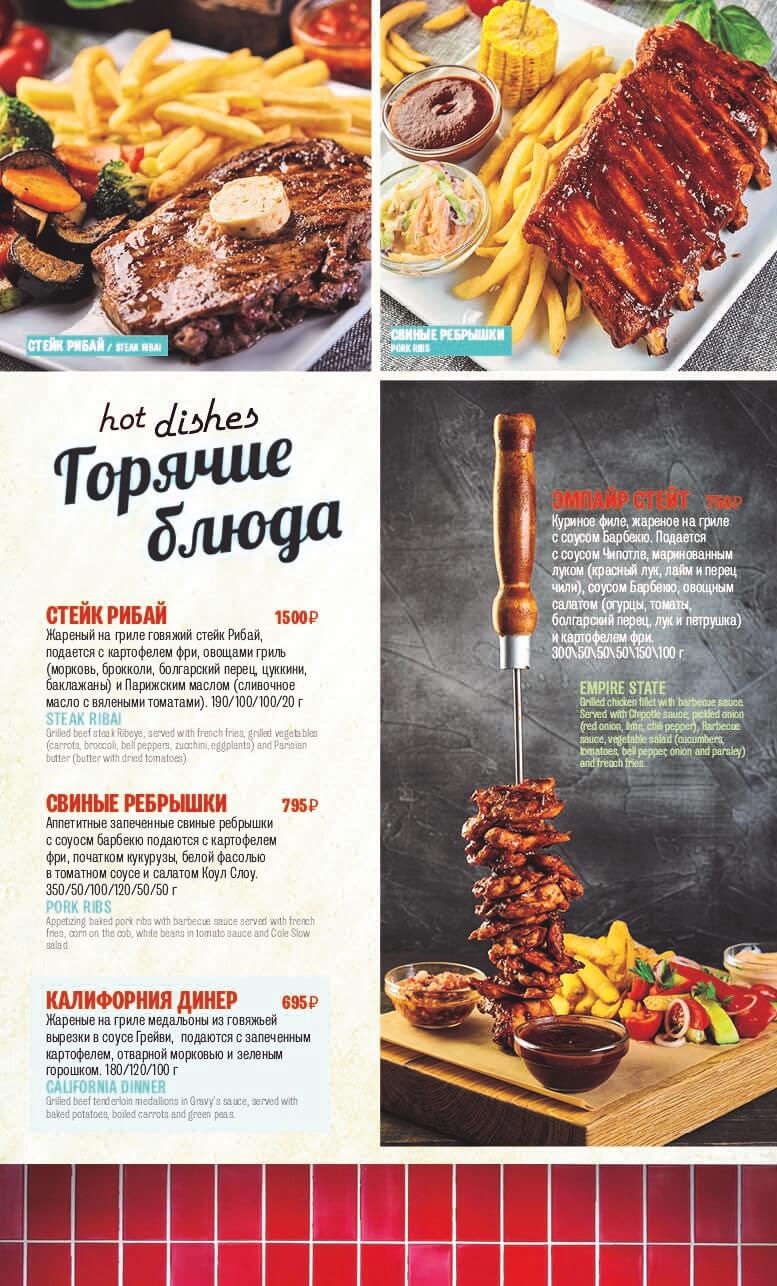 СТЕЙК РИБАЙ / STEAK RIBAI
СВИНЫЕ РЕБРЫШКИ
PORK RIBS
hot dishes
Горячие
блюда
СТЕЙК РИБАЙ 1500₽
Жареный на гриле говяжий стейк Рибай,
подается с картофелем фри, овощами гриль
(морковь, брокколи, болгарский перец, цуккини,
баклажаны) и Парижским маслом (сливочное
масло с вялеными томатами). 190/100/100/20 г
STEAK RIBAI
Grilled beef steak Ribeye, served with french fries, grilled vegetables
(carrots, broccoli, bell peppers, zucchini, eggplants) and Parisian
butter (butter with dried tomatoes).
СВИНЫЕ РЕБРЫШКИ 795₽
Аппетитные запеченные свиные ребрышки
с соуосм барбекю подаются с картофелем
фри, початком кукурузы, белой фасолью
в томатном соусе и салатом Коул Слоу.
350/50/100/120/50/50 г
PORK RIBS
Appetizing baked pork ribs with barbecue sauce served with french
fries, corn on the cob, white beans in tomato sauce and Cole Slow
salad
КАЛИФОРНИЯ ДИНЕР 695₽
Жареные на гриле медальоны из говяжьей
вырезки в соусе Грейви, подаются с запеченным
картофелем, отварной морковью и зеленым
горошком. 180/120/100 г
CALIFORNIA DINNER
Grilled beef tenderloin medallions in Gravy's sauce, served with
baked potatoes, boiled carrots and green peas.
ЭМПАЙР СТЕЙТ 750₽
Куриное филе, жареное на гриле
с соусом Барбекю. Подается
с соусом Чипотле, маринованным
луком (красный лук, лайм и перец
чили), соусом Барбекю, овощным
салатом (огурцы, томаты,
болгарский перец, лук и петрушка)
и картофелем фри.
300\50\50\50\150\100 г
EMPIRE STATE
Grilled chicken fillet with barbecue sauce.
Served with Chipotle sauce, pickled onion
(red onion, lime, chili pepper), Barbecue
sauce, vegetable salad (cucumbers,
tomatoes, bell pepper, onion and parsley)
and french fries.